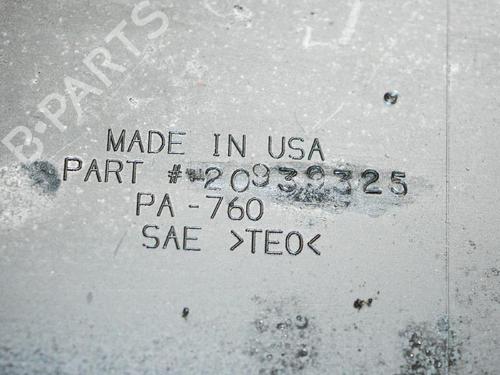 B-PARTS
MADE IN USA
PART # 20939325
PA-760
SAE >TEO<